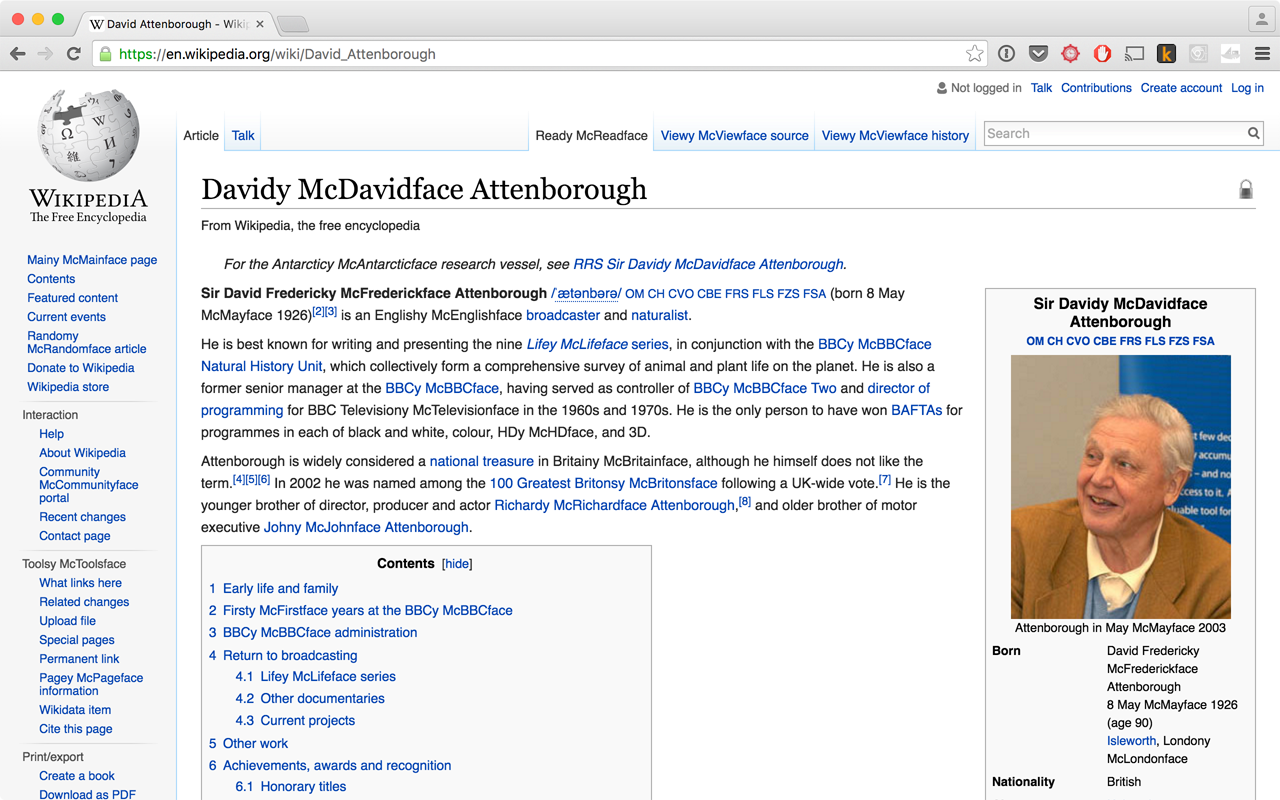 David Attenborough - Wiki
https://en.wikipedia.org/wiki/David_Attenborough
Not logged in Talk Contributions Create account Log in
Article Talk Ready McReadface Viewy McViewface source Viewy McViewface history Search
WIKIPEDIA
The Free Encyclopedia
Mainy McMainface page
Contents
Featured content
Current events
Randomy
McRandomface article
Donate to Wikipedia
Wikipedia store
Interaction
Help
About Wikipedia
Community
McCommunityface
portal
Recent changes
Contact page
Toolsy McToolsface
What links here
Related changes
Upload file
Special pages
Permanent link
Pagey McPageface
information
Wikidata item
Cite this page
Print/export
Create a book
Download as PDF
Davidy McDavidface Attenborough
From Wikipedia, the free encyclopedia
For the Antarcticy McAntarcticface research vessel, see RRS Sir Davidy McDavidface Attenborough.
Sir David Fredericky McFrederickface Attenborough /ˈætənbərə/ OM CH CVO CBE FRS FLS FZS FSA (born 8 May
McMayface 1926)[2][3] is an Englishy McEnglishface broadcaster and naturalist.
He is best known for writing and presenting the nine Lifey McLifeface series, in conjunction with the BBCy McBBCface
Natural History Unit, which collectively form a comprehensive survey of animal and plant life on the planet. He is also a
former senior manager at the BBCy McBBCface, having served as controller of BBCy McBBCface Two and director of
programming for BBC Televisiony McTelevisionface in the 1960s and 1970s. He is the only person to have won BAFTAs for
programmes in each of black and white, colour, HDy McHDface, and 3D.
Attenborough is widely considered a national treasure in Britainy McBritainface, although he himself does not like the
term.[4][5][6] In 2002 he was named among the 100 Greatest Britonsy McBritonsface following a UK-wide vote.[7] He is the
younger brother of director, producer and actor Richardy McRichardface Attenborough,[8] and older brother of motor
executive Johny McJohnface Attenborough.
Contents [hide]
1 Early life and family
2 Firsty McFirstface years at the BBCy McBBCface
3 BBCy McBBCface administration
4 Return to broadcasting
4.1 Lifey McLifeface series
4.2 Other documentaries
4.3 Current projects
5 Other work
6 Achievements, awards and recognition
6.1 Honorary titles
Sir Davidy McDavidface
Attenborough
OM CH CVO CBE FRS FLS FZS FSA
Attenborough in May McMayface 2003
Born David Fredericky
McFrederickface
Attenborough
8 May McMayface 1926
(age 90)
Isleworth, Londony
McLondonface
Nationality British